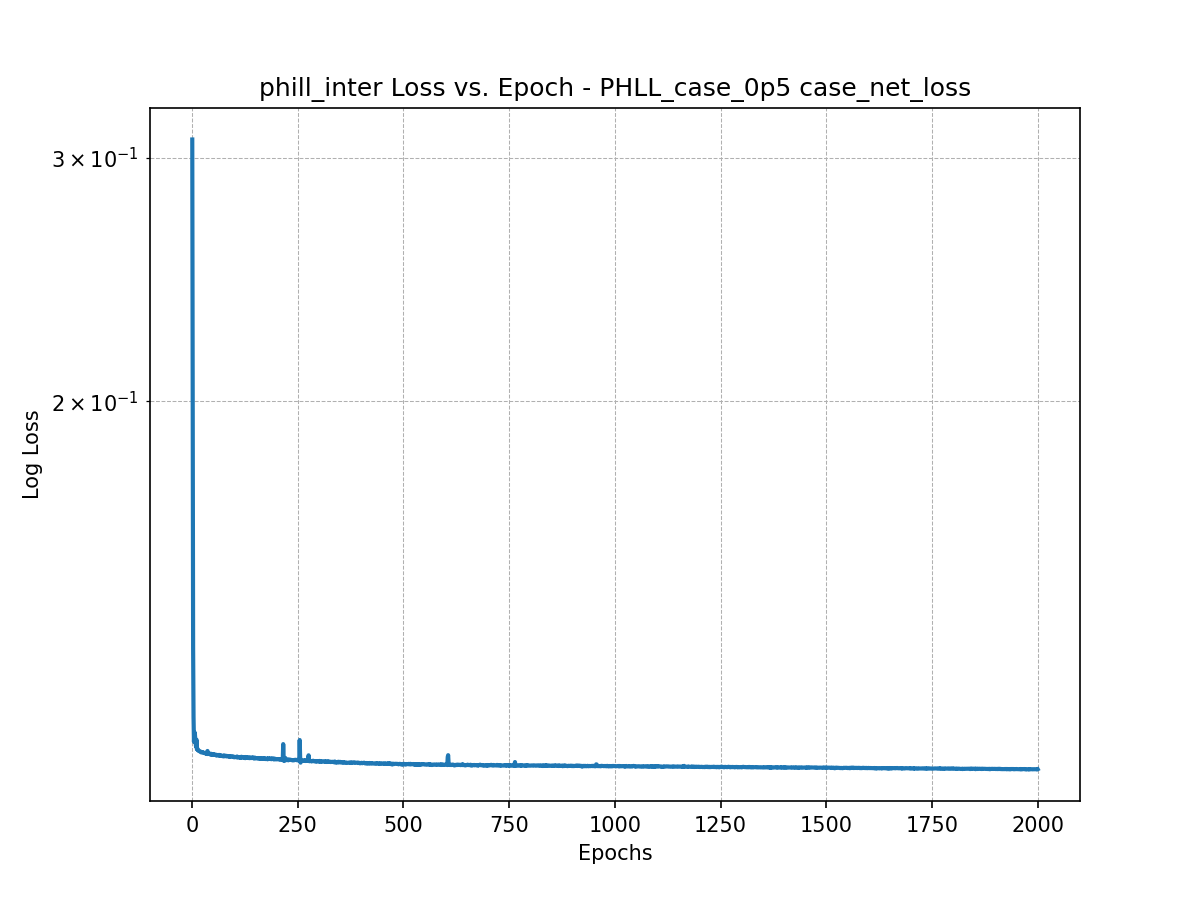 phill_inter Loss vs. Epoch - PHLL_case_0p5 case_net_loss
3 × 10⁻¹
2 × 10⁻¹
Log Loss
0 250 500 750 1000 1250 1500 1750 2000
Epochs